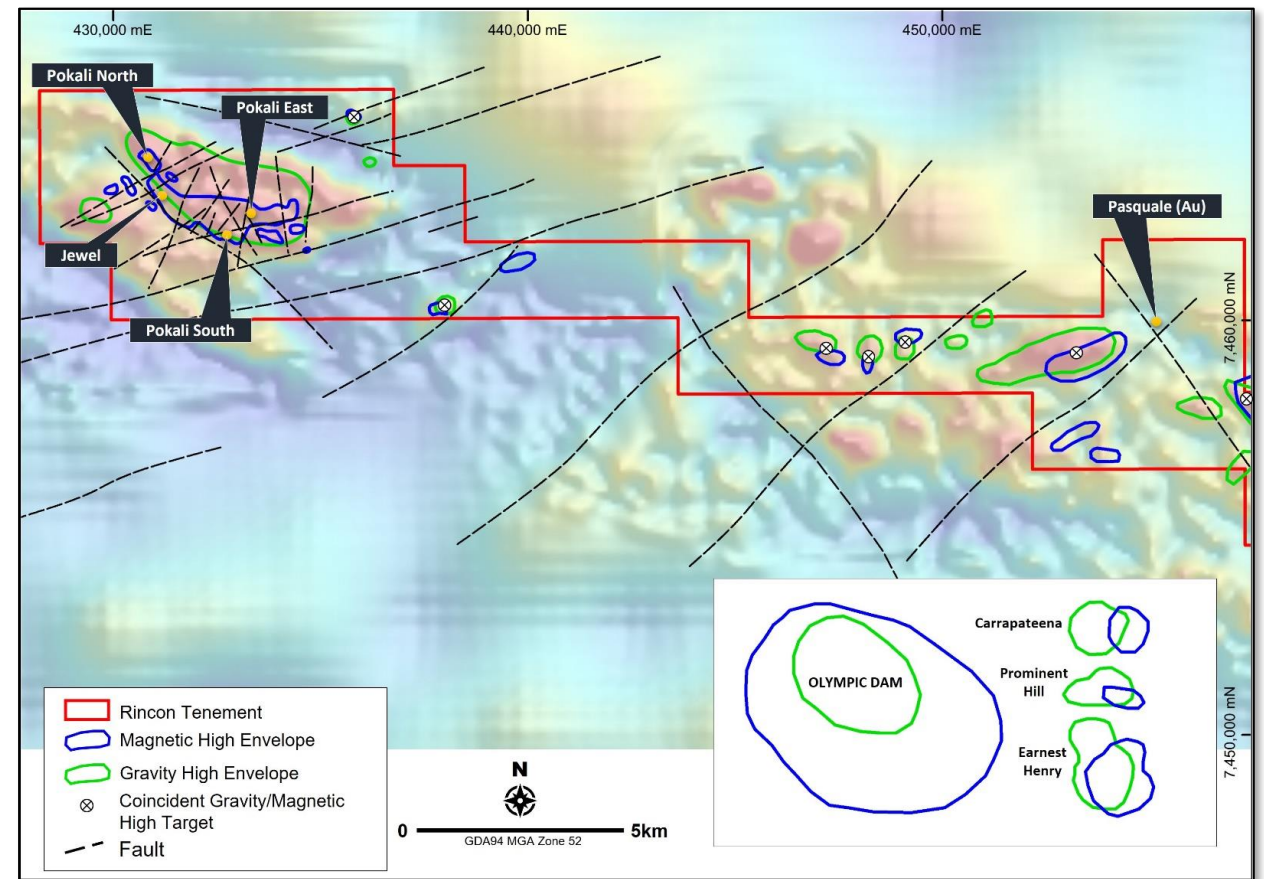 430,000 mE
440,000 mE
450,000 mE
Pokali North
Pokali East
Jewel
Pokali South
Pasquale (Au)
7,460,000 mN
7,450,000 mN
Rincon Tenement
Magnetic High Envelope
Gravity High Envelope
Coincident Gravity/Magnetic
High Target
Fault
N
0
5km
GDA94 MGA Zone 52
OLYMPIC DAM
Carrapateena
Prominent
Hill
Earnest
Henry